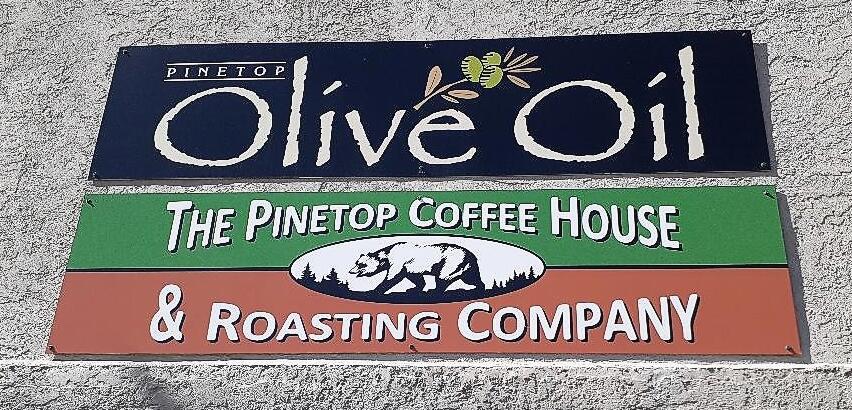 PINETOP
Olive Oil
THE PINETOP COFFEE HOUSE
& ROASTING COMPANY